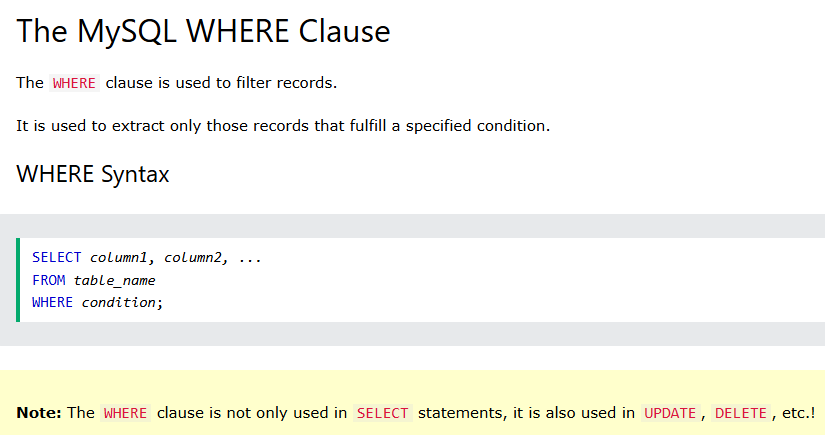 The MySQL WHERE Clause
The WHERE clause is used to filter records.
It is used to extract only those records that fulfill a specified condition.
WHERE Syntax
SELECT column1, column2, ...
FROM table_name
WHERE condition;
Note: The WHERE clause is not only used in SELECT statements, it is also used in UPDATE, DELETE, etc.!